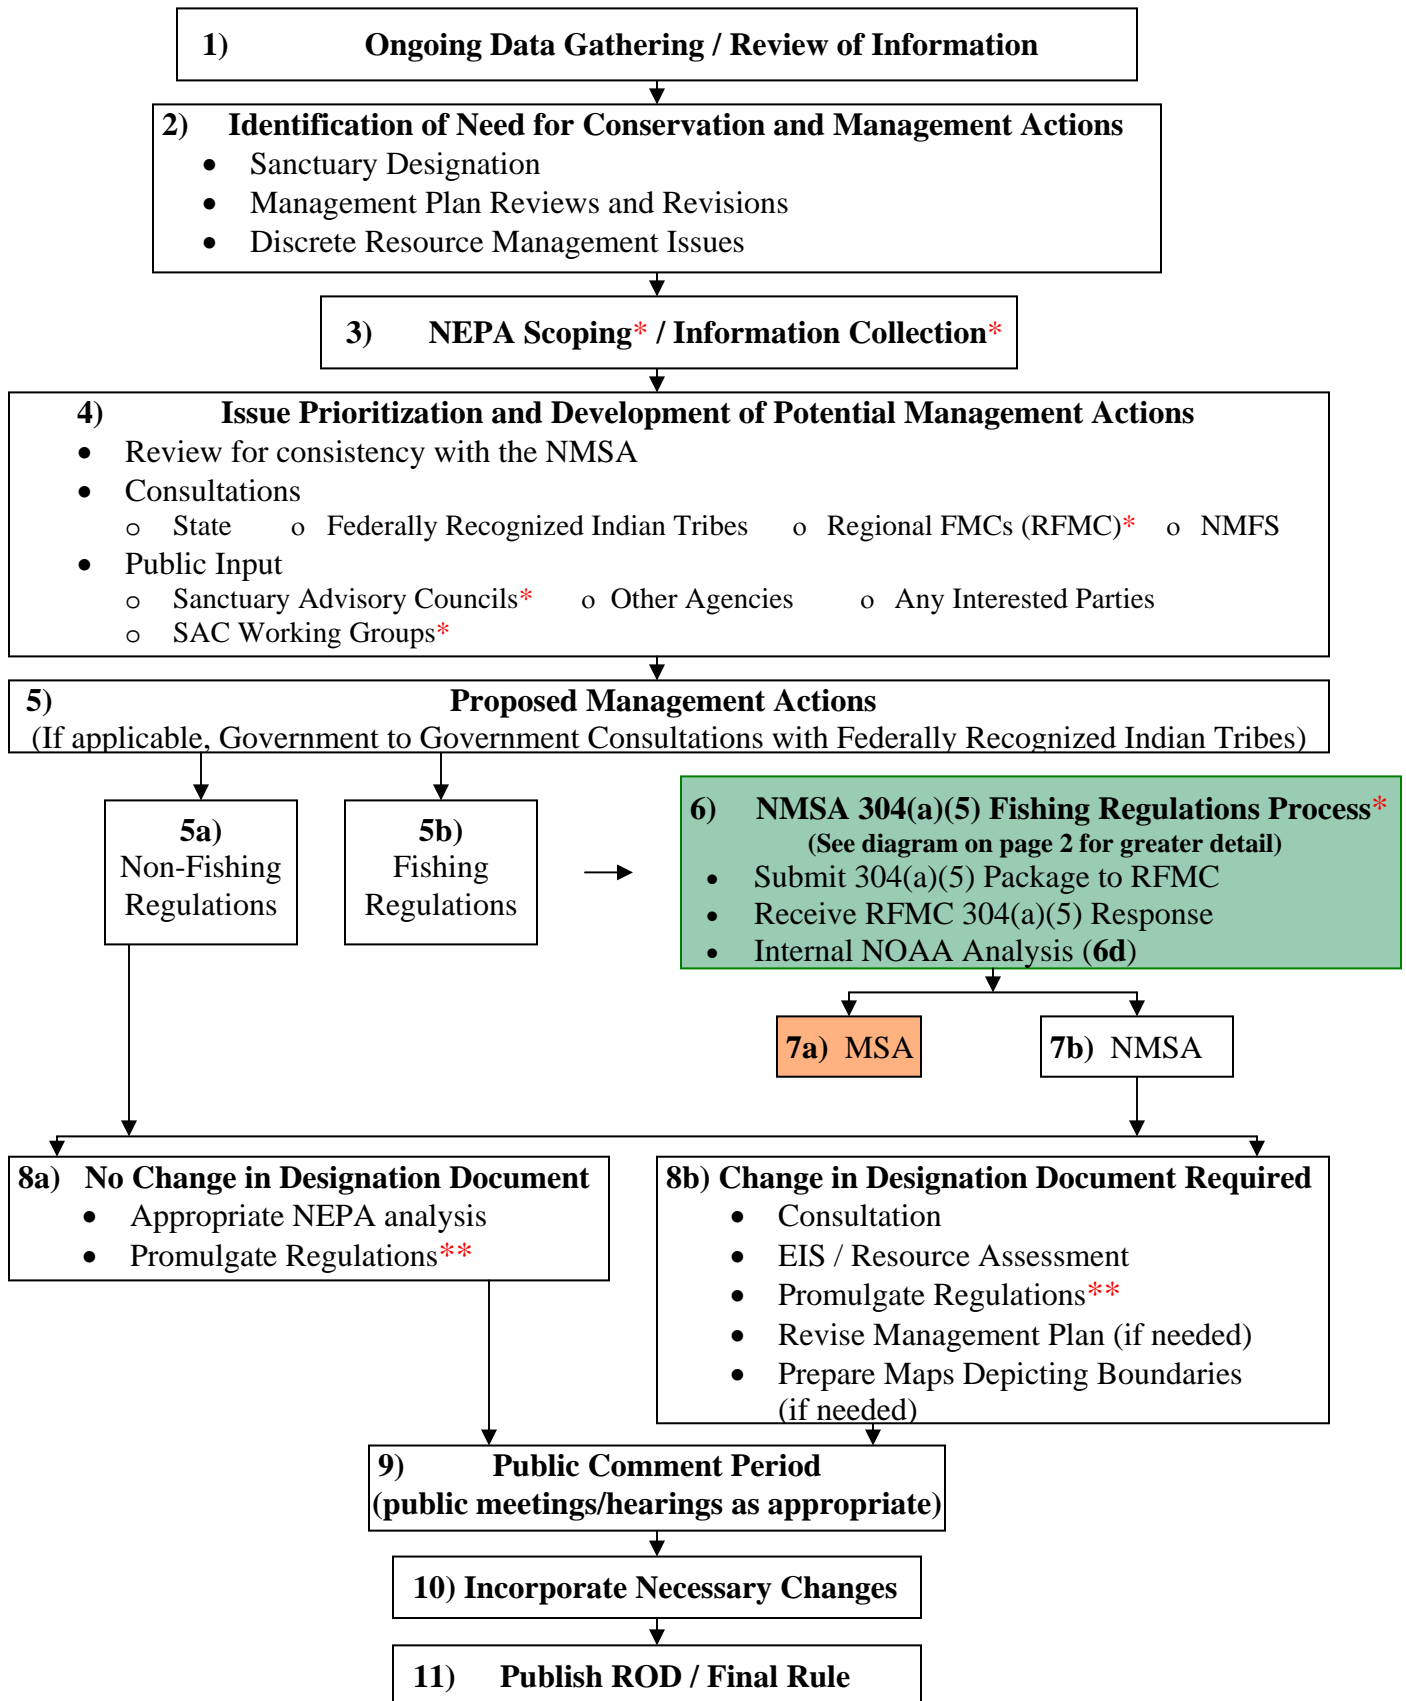 1) Ongoing Data Gathering / Review of Information
2) Identification of Need for Conservation and Management Actions
• Sanctuary Designation
• Management Plan Reviews and Revisions
• Discrete Resource Management Issues
3) NEPA Scoping* / Information Collection*
4) Issue Prioritization and Development of Potential Management Actions
• Review for consistency with the NMSA
• Consultations
o State o Federally Recognized Indian Tribes o Regional FMCs (RFMC)* o NMFS
• Public Input
o Sanctuary Advisory Councils* o Other Agencies o Any Interested Parties
o SAC Working Groups*
5) Proposed Management Actions
(If applicable, Government to Government Consultations with Federally Recognized Indian Tribes)
5a)
Non-Fishing
Regulations
5b)
Fishing
Regulations
6) NMSA 304(a)(5) Fishing Regulations Process*
(See diagram on page 2 for greater detail)
• Submit 304(a)(5) Package to RFMC
• Receive RFMC 304(a)(5) Response
• Internal NOAA Analysis (6d)
7a) MSA
7b) NMSA
8a) No Change in Designation Document
• Appropriate NEPA analysis
• Promulgate Regulations**
8b) Change in Designation Document Required
• Consultation
• EIS / Resource Assessment
• Promulgate Regulations**
• Revise Management Plan (if needed)
• Prepare Maps Depicting Boundaries
(if needed)
9) Public Comment Period
(public meetings/hearings as appropriate)
10) Incorporate Necessary Changes
11) Publish ROD / Final Rule